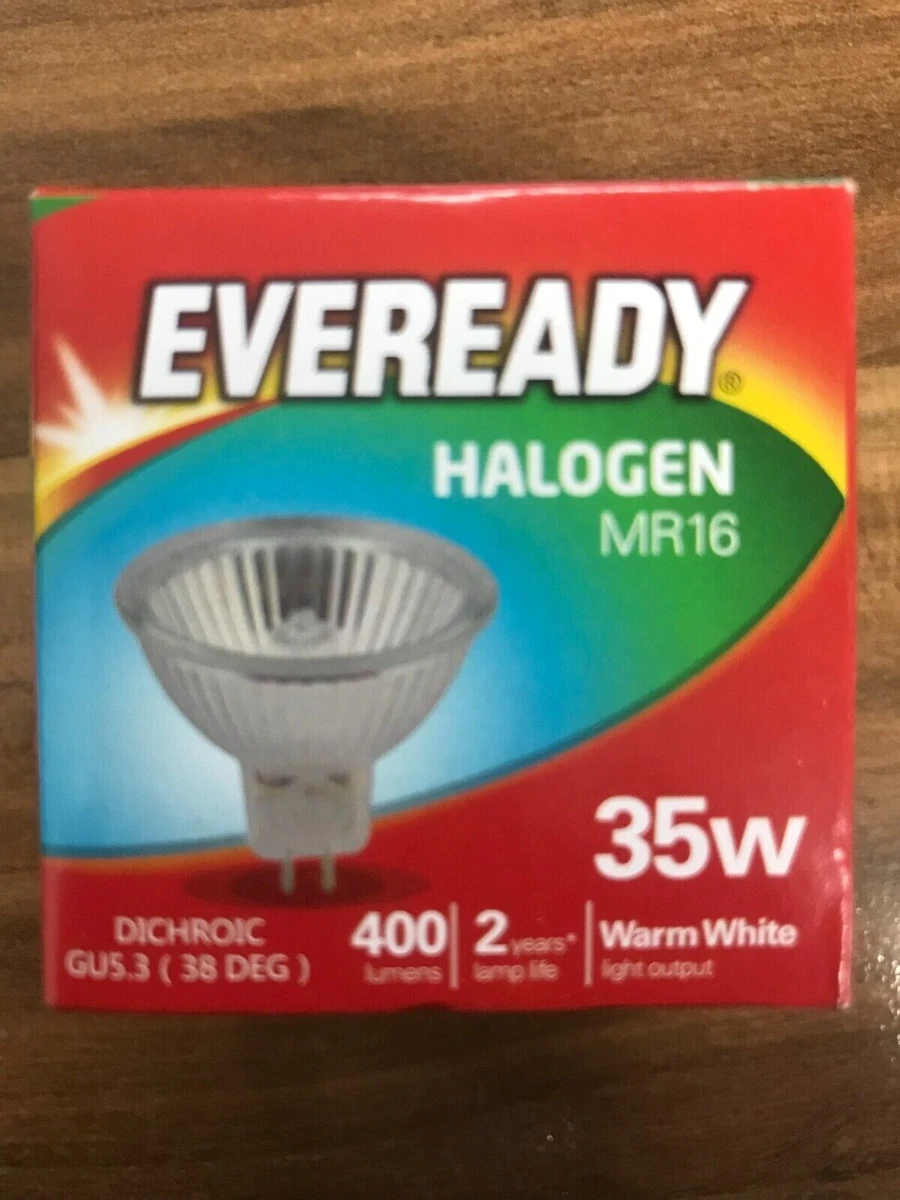 EVEREADY®
HALOGEN
MR16
35W
DICHROIC
GU5.3 ( 38 DEG )
400
lumens
2 years*
lamp life
Warm White
light output